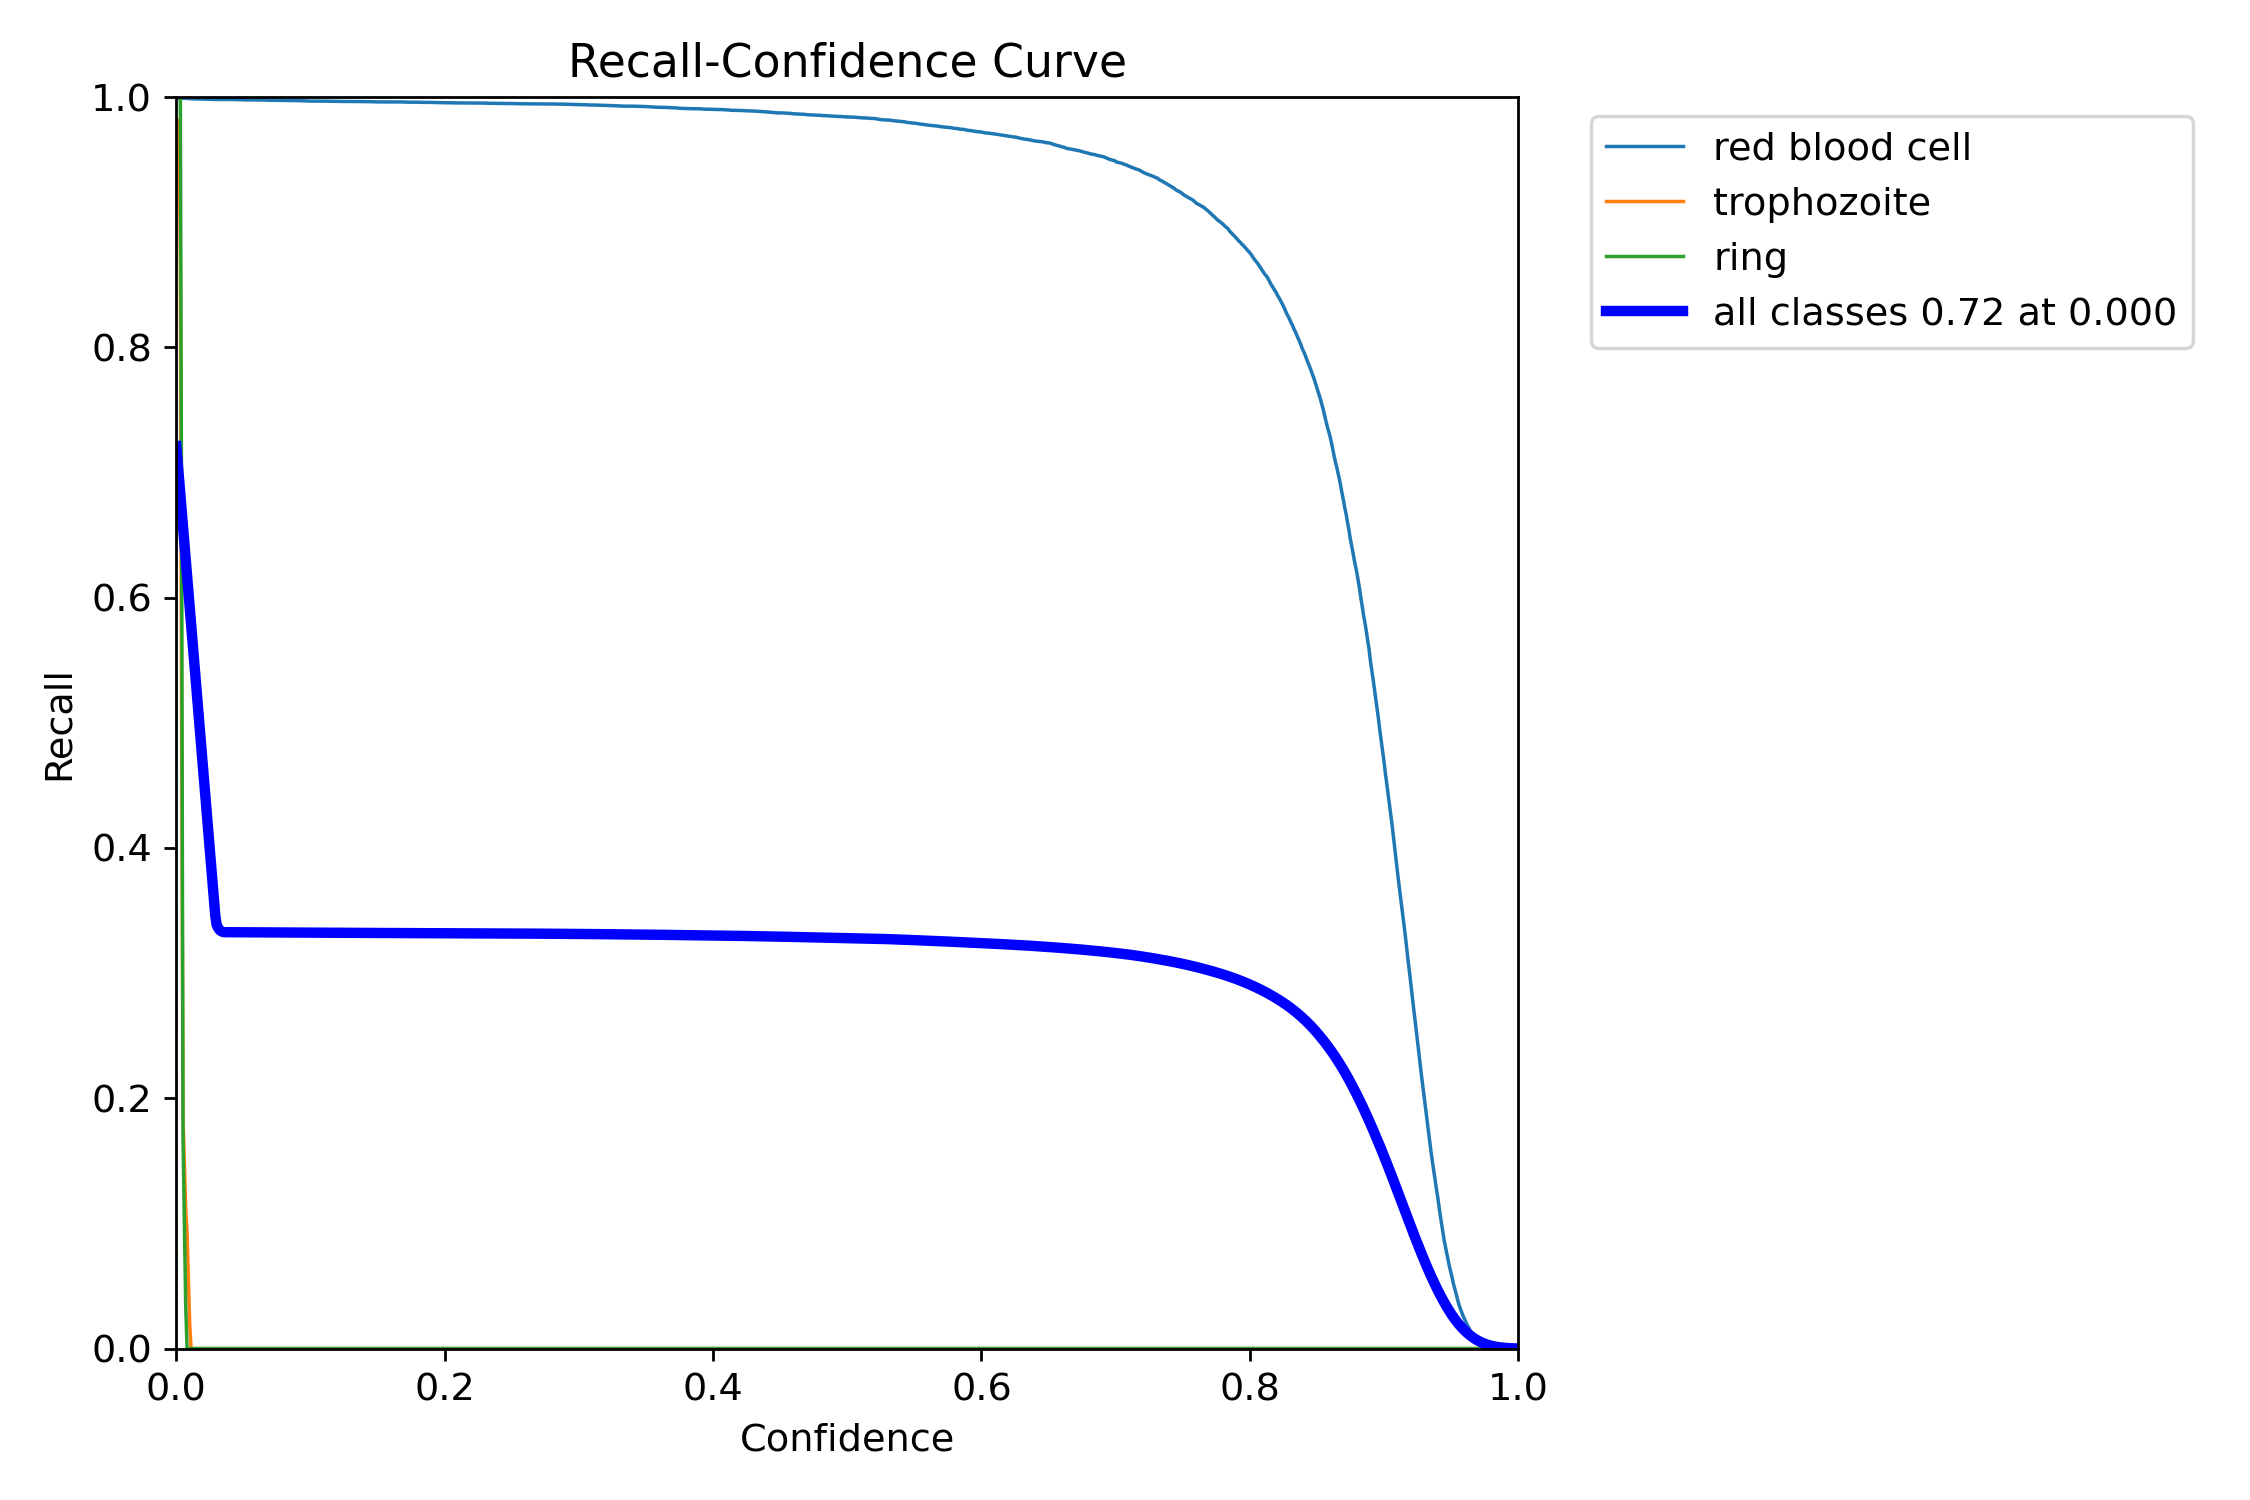 Recall-Confidence Curve
1.0
0.8
0.6
0.4
0.2
0.0
Recall
0.0 0.2 0.4 0.6 0.8 1.0
Confidence
red blood cell
trophozoite
ring
all classes 0.72 at 0.000